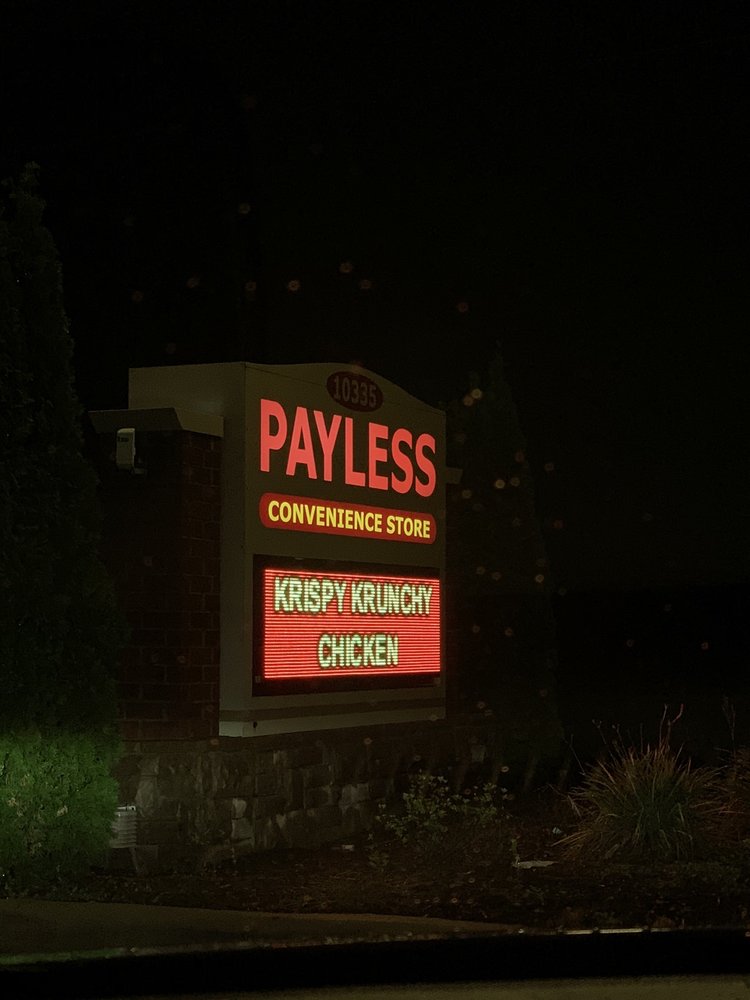 10335
PAYLESS
CONVENIENCE STORE
KRISPY KRUNCHY
CHICKEN